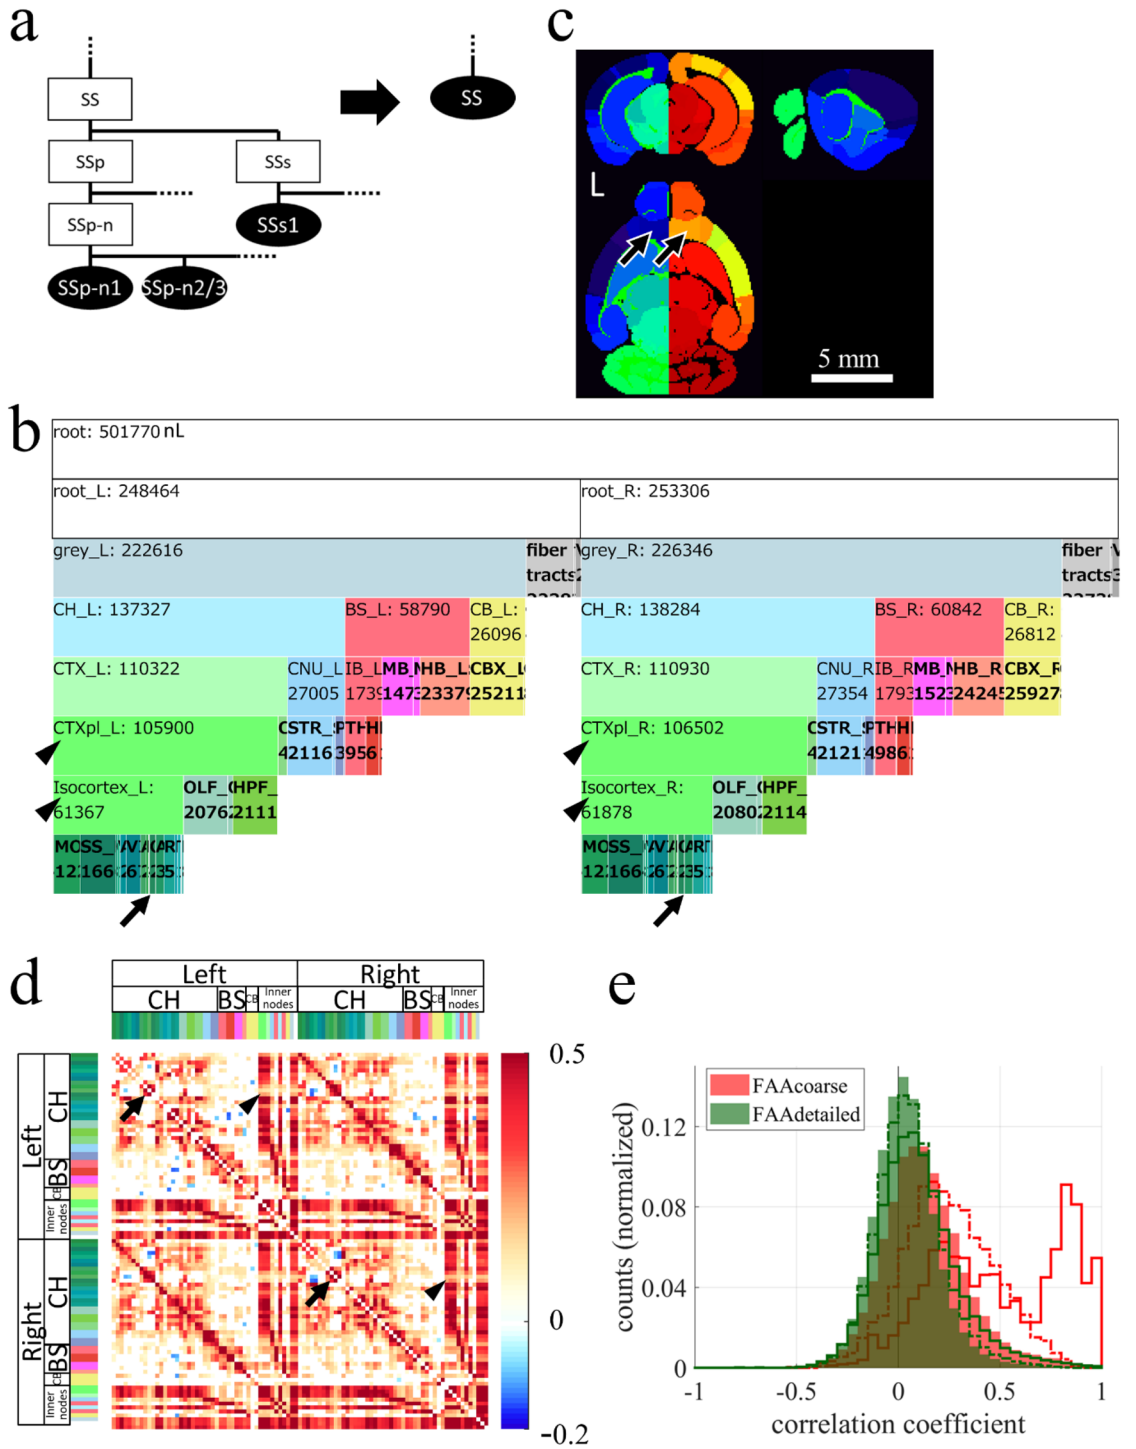 a
SS
SS
SSp
SSs
SSp-n
SSs1
SSp-n1
SSp-n2/3
c
L
5 mm
b
root: 501770 nL
root_L: 248464
root_R: 253306
grey_L: 222616
fiber
tracts
grey_R: 226346
fiber
tracts
CH_L: 137327
BS_L: 58790
CB_L:
26096
CH_R: 138284
BS_R: 60842
CB_R:
26812
CTX_L: 110322
CNU_L
27005
CTX_R: 110930
CNU_R
27354
CTXpl_L: 105900
CTXpl_R: 106502
Isocortex_L:
61367
Isocortex_R:
61878
d
Left
Right
CH
BS
CB
Inner
nodes
CH
BS
CB
Inner
nodes
Left
CH
BS
CB
Inner
nodes
Right
CH
BS
CB
Inner
nodes
0.5
0
-0.2
e
FAAcoarse
FAAdetailed
counts (normalized)
0.12
0.08
0.04
0
-1
-0.5
0
0.5
1
correlation coefficient